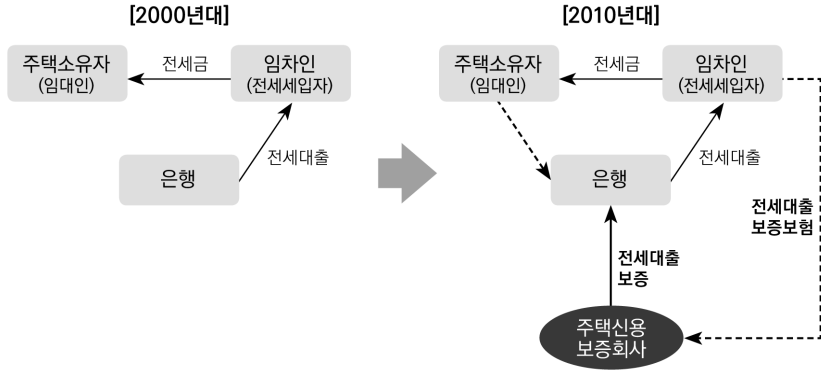 [2000년대]
주택소유자
(임대인)
전세금
임차인
(전세세입자)
전세대출
은행
[2010년대]
주택소유자
(임대인)
전세금
임차인
(전세세입자)
전세대출
은행
전세대출
보증보험
전세대출
보증
주택신용
보증회사